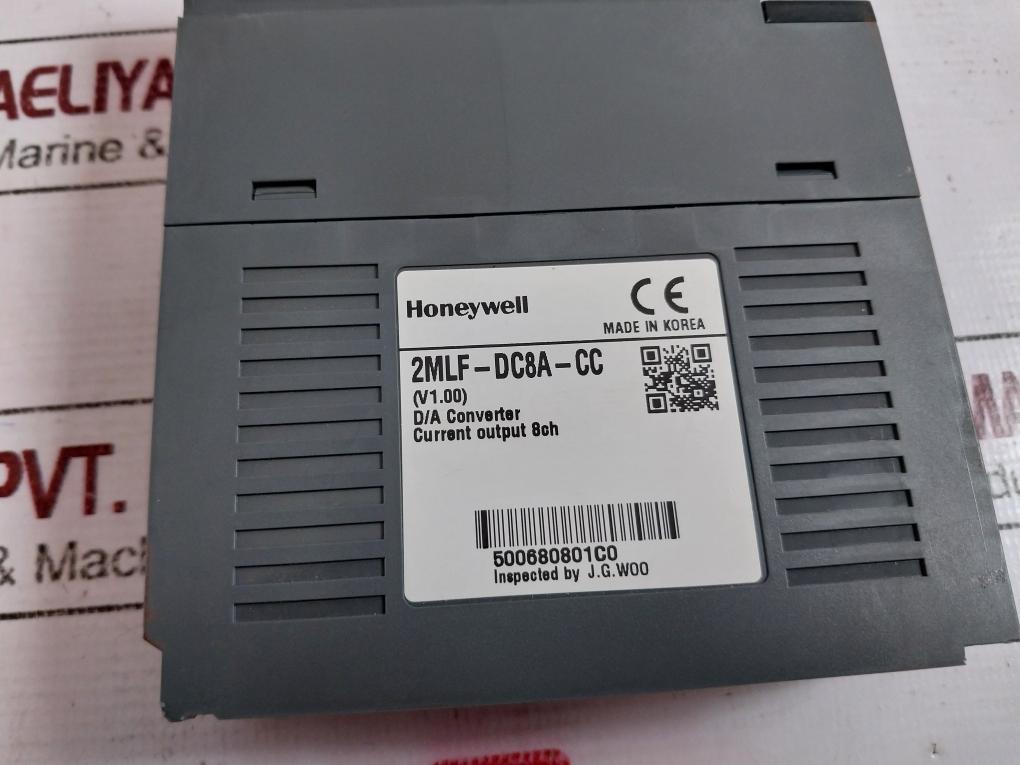 AELIYA
Marine &
Honeywell
CE
MADE IN KOREA
2MLF-DC8A-CC
(V1.00)
D/A Converter
Current output 8ch
PVT.
& Mach
500680801C0
Inspected by J.G.WOO